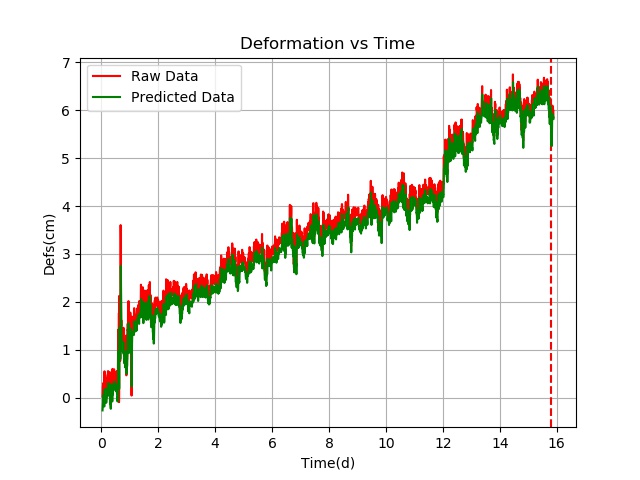 Deformation vs Time
Raw Data
Predicted Data
Defs(cm)
7
6
5
4
3
2
1
0
0 2 4 6 8 10 12 14 16
Time(d)